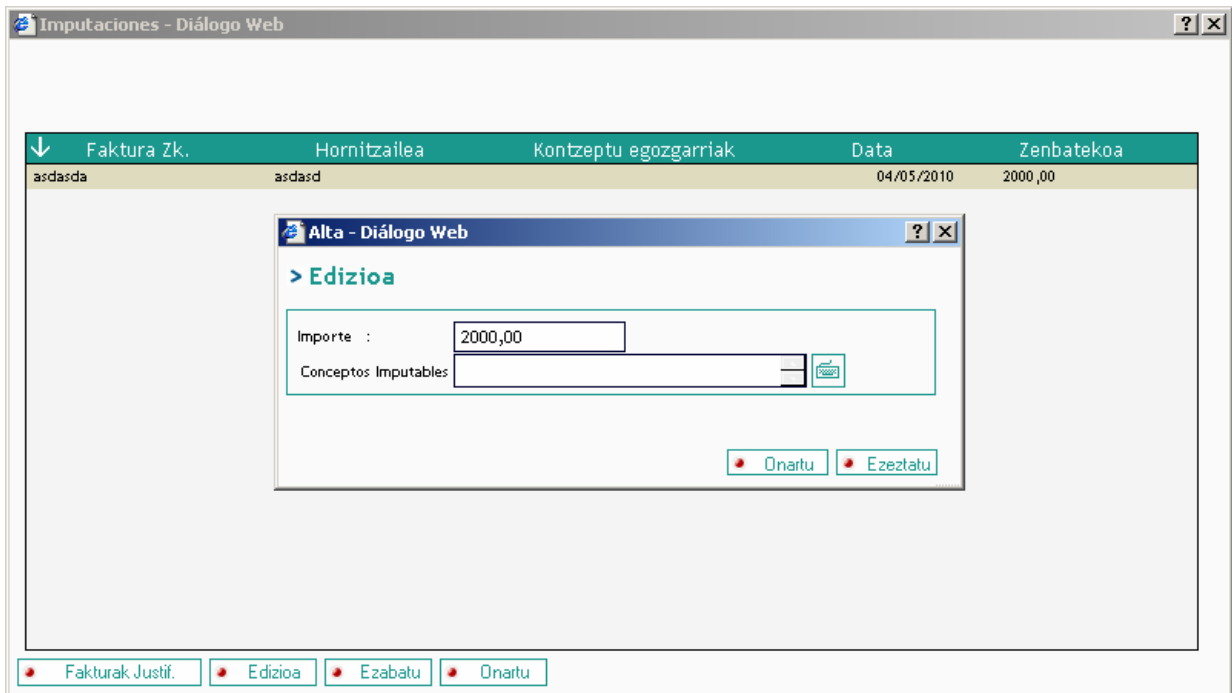 Imputaciones - Diálogo Web
Faktura Zk. Hornitzailea Kontzeptu egozgarriak Data Zenbatekoa
asdasda asdasd 04/05/2010 2000,00
Alta - Diálogo Web
> Edizioa
Importe : 2000,00
Conceptos Imputables
Onartu Ezeztatu
Fakturak Justif. Edizioa Ezabatu Onartu